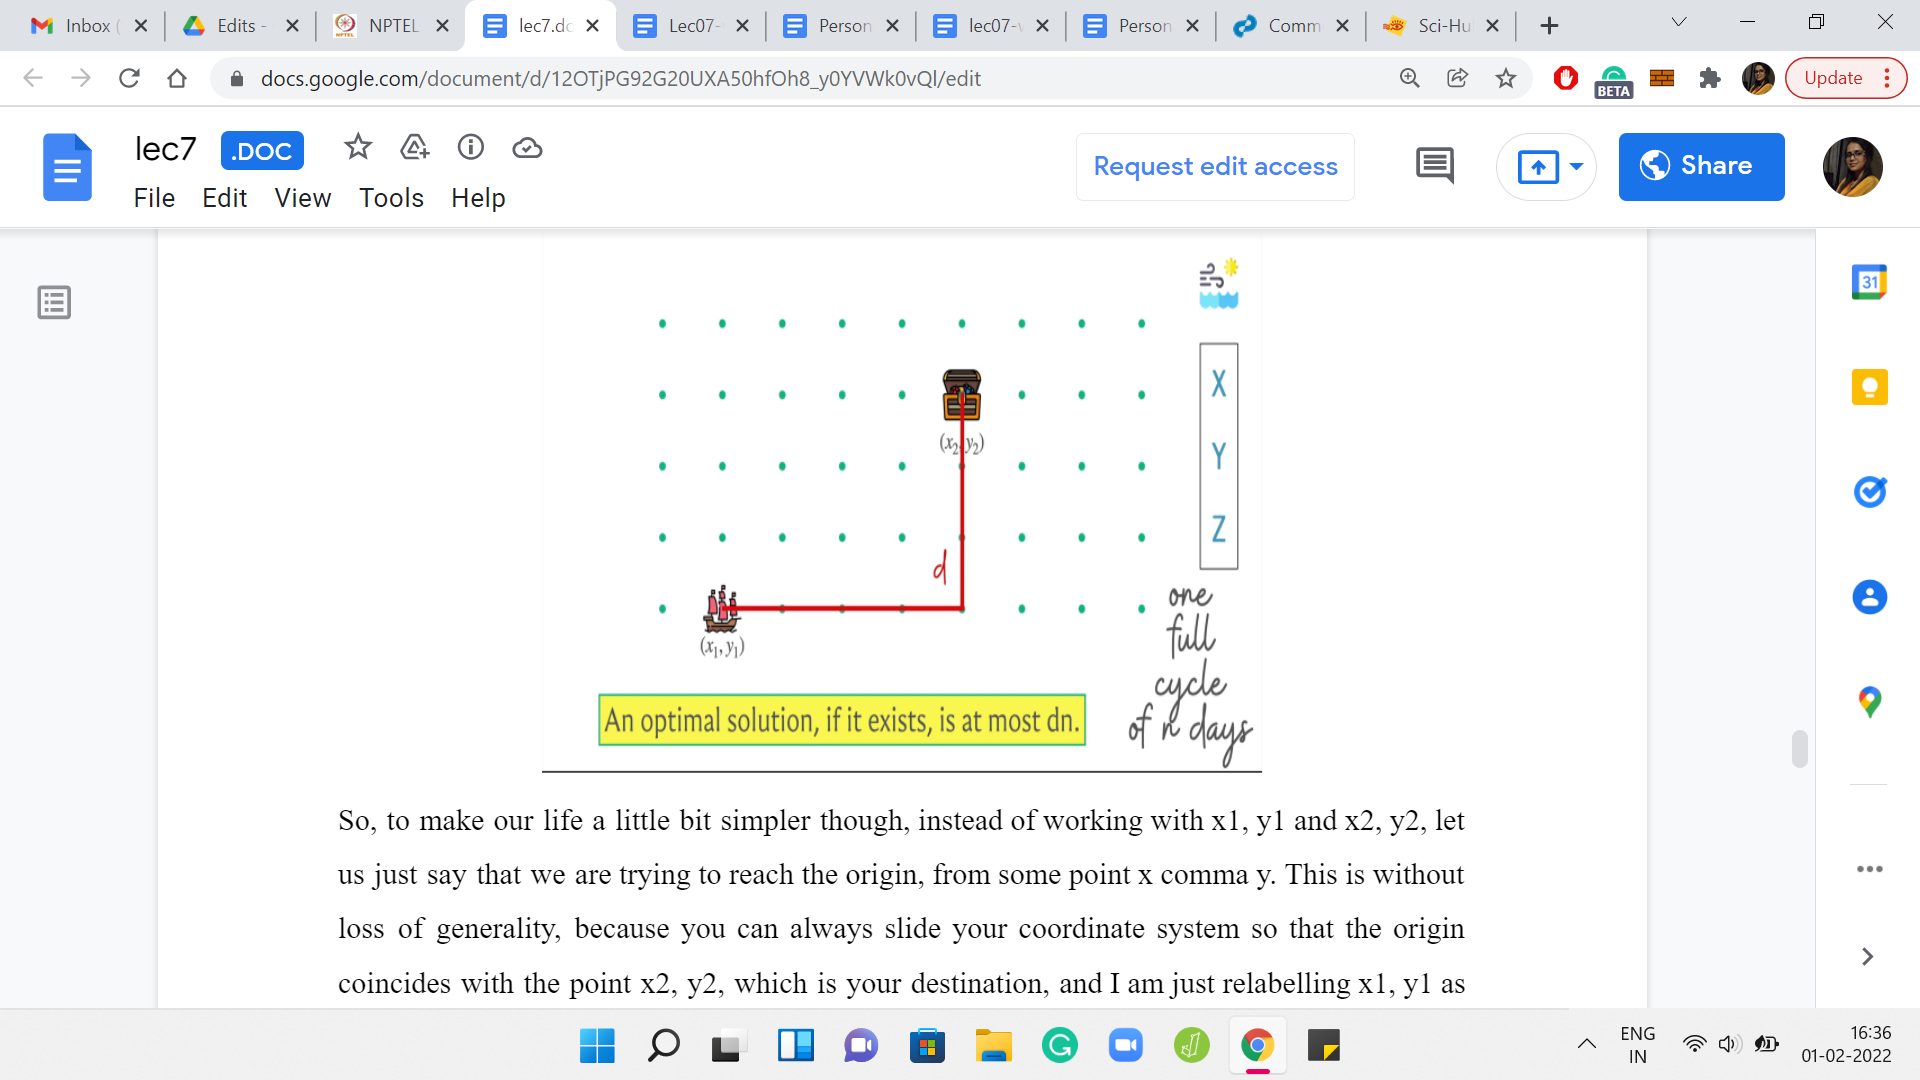 Inbox (
Edits -
NPTEL
lec7.dc
Lec07-
Person
lec07-v
Person
Comm
Sci-Hu
docs.google.com/document/d/12OTjPG92G20UXA50hfOh8_y0YVWk0vQl/edit
BETA
Update
lec7
.DOC
File Edit View Tools Help
Request edit access
Share
31
X
Y
Z
(x2, y2)
d
(x1, y1)
one
full
cycle
of n days
An optimal solution, if it exists, is at most dn.
So, to make our life a little bit simpler though, instead of working with x1, y1 and x2, y2, let
us just say that we are trying to reach the origin, from some point x comma y. This is without
loss of generality, because you can always slide your coordinate system so that the origin
coincides with the point x2, y2, which is your destination, and I am just relabelling x1, y1 as
ENG
IN
16:36
01-02-2022